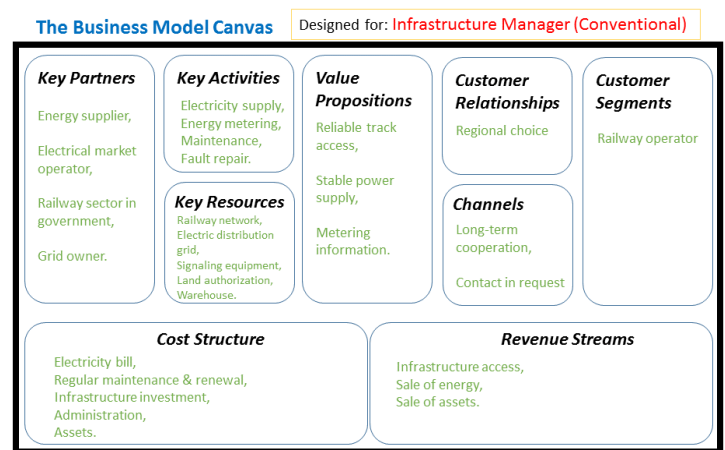 The Business Model Canvas
Designed for: Infrastructure Manager (Conventional)
Key Partners
Energy supplier,
Electrical market
operator,
Railway sector in
government,
Grid owner.
Key Activities
Electricity supply,
Energy metering,
Maintenance,
Fault repair.
Key Resources
Railway network,
Electric distribution
grid,
Signaling equipment,
Land authorization,
Warehouse.
Value
Propositions
Reliable track
access,
Stable power
supply,
Metering
information.
Customer
Relationships
Regional choice
Channels
Long-term
cooperation,
Contact in request
Customer
Segments
Railway operator
Cost Structure
Electricity bill,
Regular maintenance & renewal,
Infrastructure investment,
Administration,
Assets.
Revenue Streams
Infrastructure access,
Sale of energy,
Sale of assets.